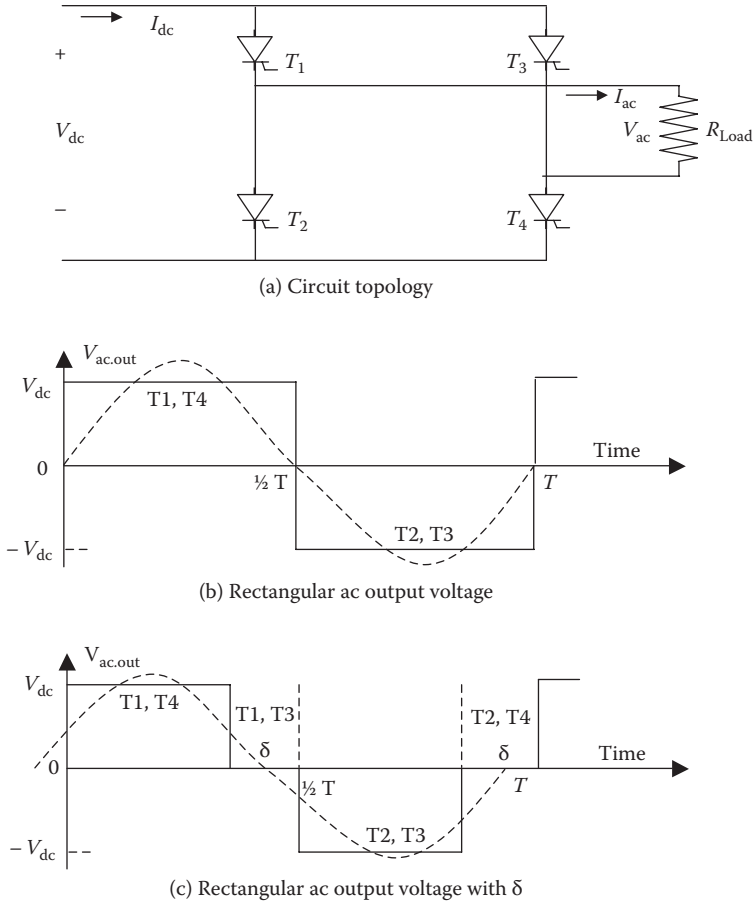 I_dc
+
T_1
T_3
I_ac
V_dc
V_ac
R_Load
–
T_2
T_4
(a) Circuit topology
V_ac.out
V_dc
T1, T4
Time
0
½ T
T
– V_dc
T2, T3
(b) Rectangular ac output voltage
V_ac.out
V_dc
T1, T4
T1, T3
T2, T4
δ
δ
Time
0
½ T
T
– V_dc
T2, T3
(c) Rectangular ac output voltage with δ